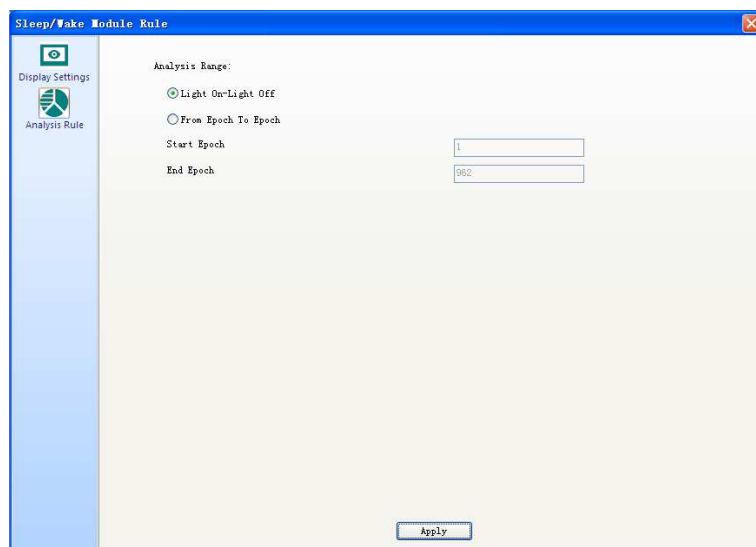 Sleep/Wake Module Rule
Display Settings
Analysis Rule
Analysis Range:
Light On-Light Off
From Epoch To Epoch
Start Epoch
1
End Epoch
962
Apply